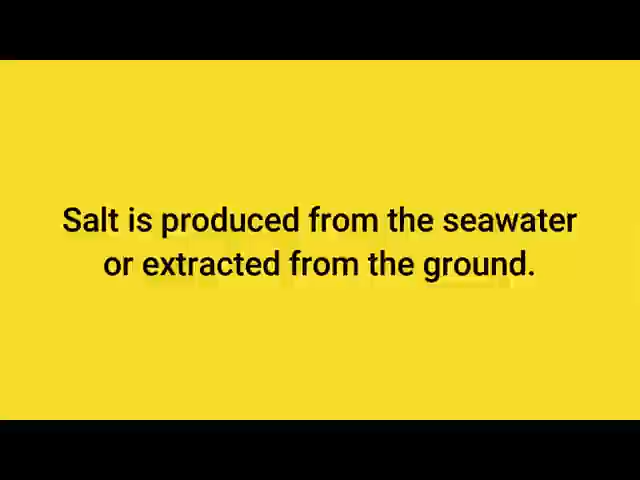 Salt is produced from the seawater
or extracted from the ground.